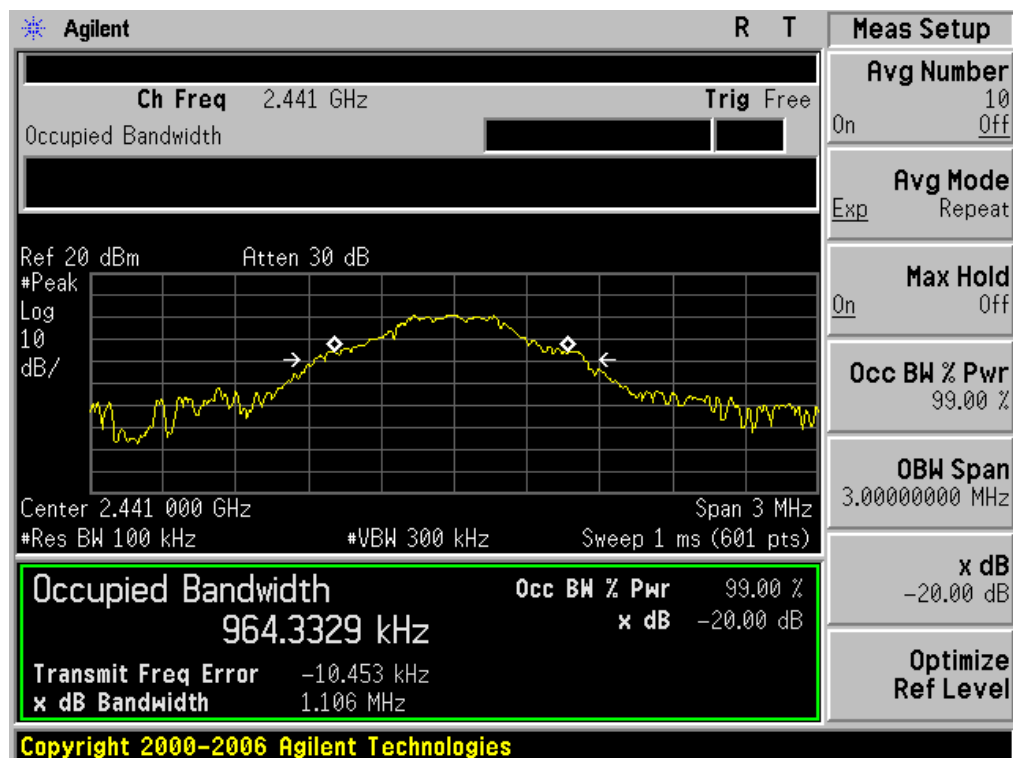 Agilent R T
Meas Setup
Ch Freq 2.441 GHz Trig Free
Occupied Bandwidth
Ref 20 dBm Atten 30 dB
#Peak
Log
10
dB/
Center 2.441 000 GHz Span 3 MHz
#Res BW 100 kHz #VBW 300 kHz Sweep 1 ms (601 pts)
Occupied Bandwidth
964.3329 kHz
Occ BW % Pwr 99.00 %
x dB -20.00 dB
Transmit Freq Error -10.453 kHz
x dB Bandwidth 1.106 MHz
Avg Number
10
On Off
Avg Mode
Exp Repeat
Max Hold
On Off
Occ BW % Pwr
99.00 %
OBW Span
3.00000000 MHz
x dB
-20.00 dB
Optimize
Ref Level
Copyright 2000-2006 Agilent Technologies